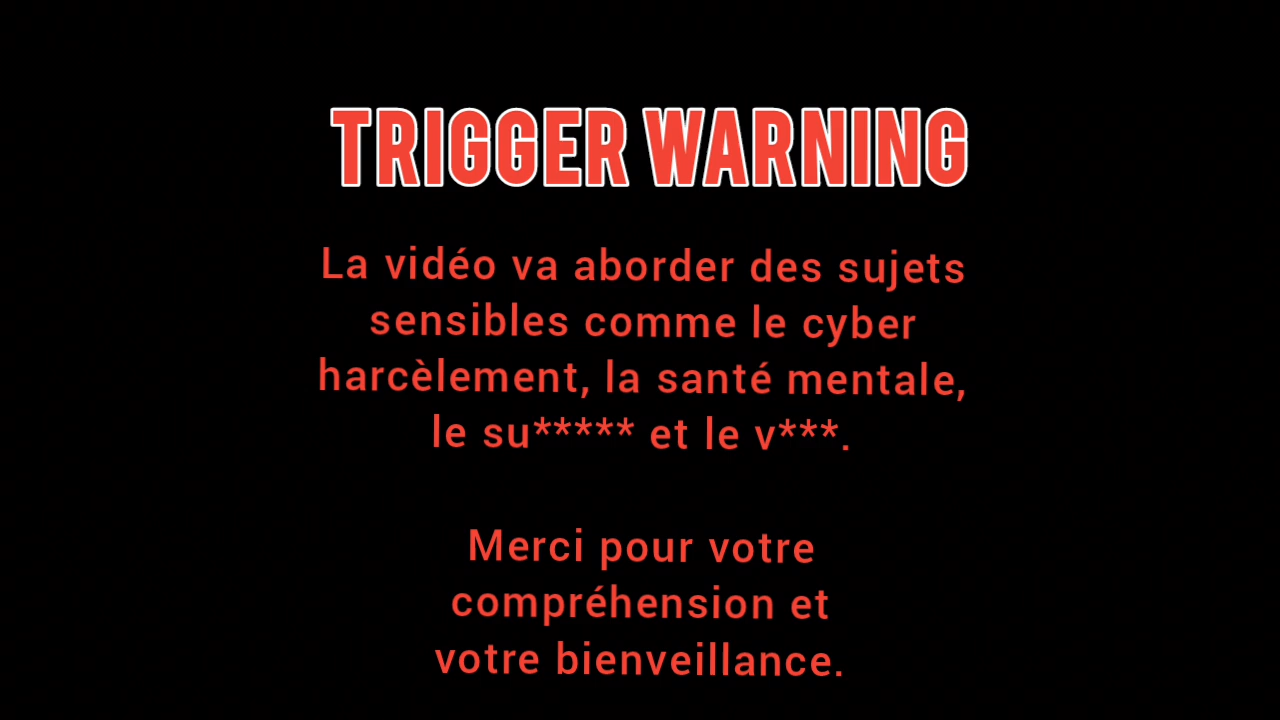 TRIGGER WARNING
La vidéo va aborder des sujets
sensibles comme le cyber
harcèlement, la santé mentale,
le su***** et le v***.
Merci pour votre
compréhension et
votre bienveillance.